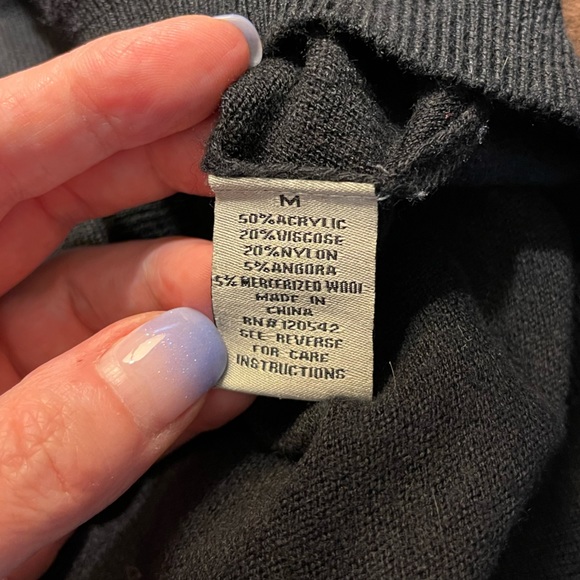 M
50%ACRYLIC
20%VISCOSE
20%NYLON
5%ANGORA
5% MERCERIZED WOOL
MADE IN
CHINA
RN# 120542
SEE REVERSE
FOR CARE
INSTRUCTIONS